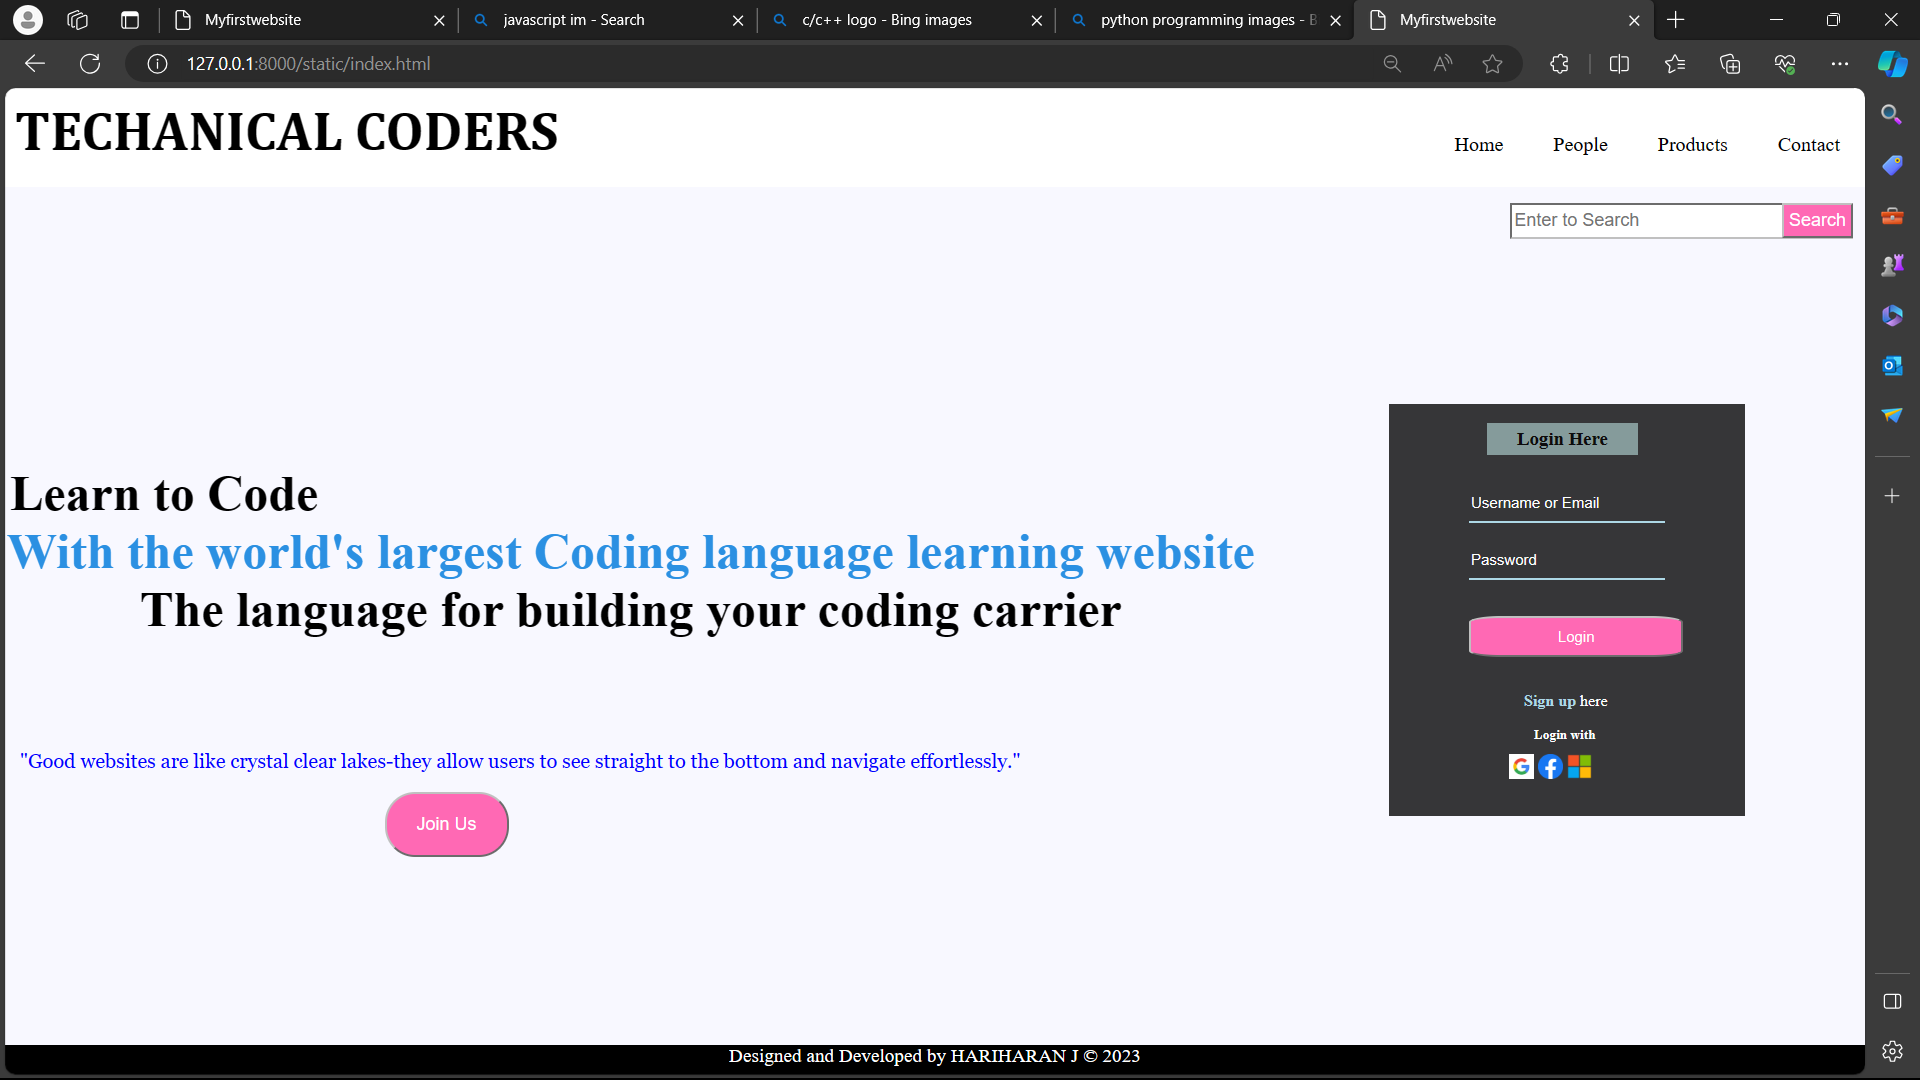 Myfirstwebsite
javascript im - Search
c/c++ logo - Bing images
python programming images - B
Myfirstwebsite
127.0.0.1:8000/static/index.html
TECHANICAL CODERS
Home People Products Contact
Enter to Search Search
Login Here
Username or Email
Password
Login
Sign up here
Login with
Learn to Code
With the world's largest Coding language learning website
The language for building your coding carrier
"Good websites are like crystal clear lakes-they allow users to see straight to the bottom and navigate effortlessly."
Join Us
Designed and Developed by HARIHARAN J © 2023